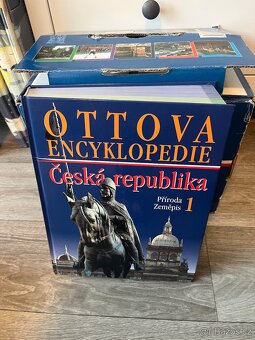 OTTOVA
ENCYKLOPEDIE
Česká republika
Příroda
Zeměpis 1